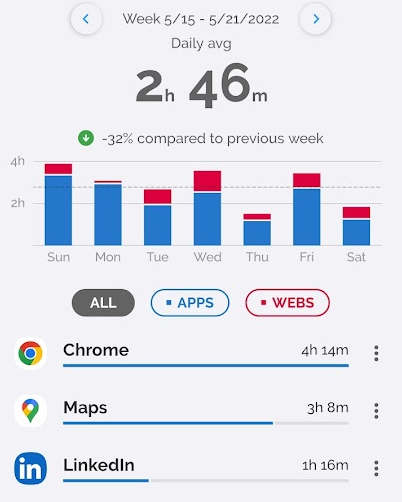 Week 5/15 - 5/21/2022
Daily avg
2h 46m
-32% compared to previous week
4h
2h
Sun Mon Tue Wed Thu Fri Sat
ALL APPS WEBS
Chrome 4h 14m
Maps 3h 8m
in LinkedIn 1h 16m